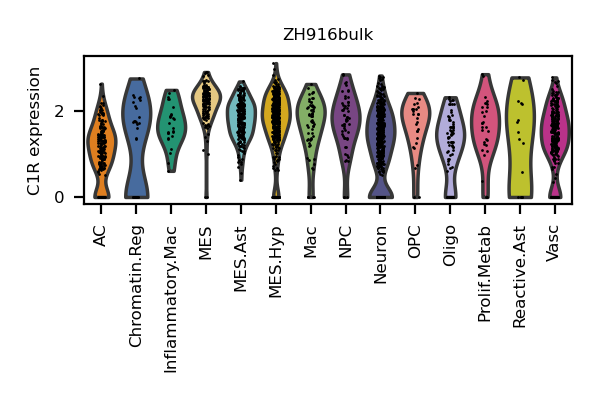 ZH916bulk
C1R expression
2
0
AC
Chromatin.Reg
Inflammatory.Mac
MES
MES.Ast
MES.Hyp
Mac
NPC
Neuron
OPC
Oligo
Prolif.Metab
Reactive.Ast
Vasc